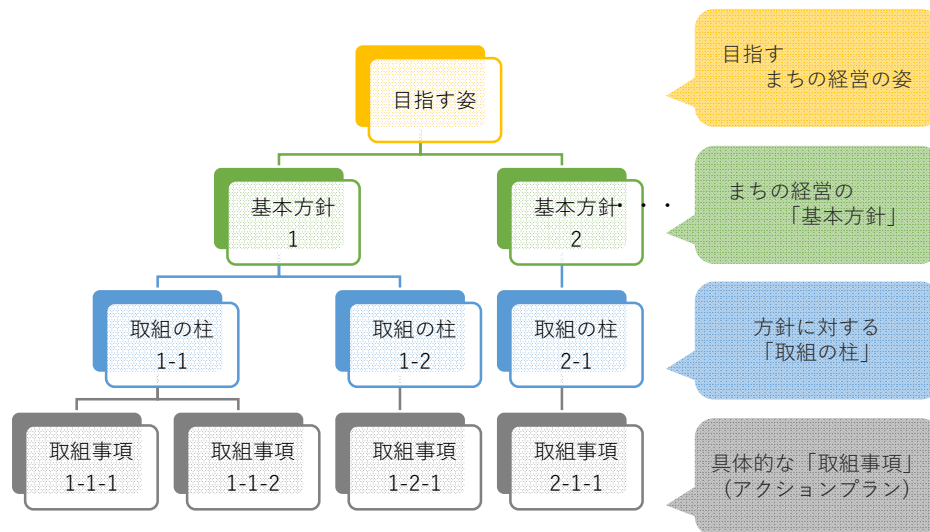 目指す姿
目指す
まちの経営の姿
基本方針
1
基本方針・・・
2
まちの経営の
「基本方針」
取組の柱
1-1
取組の柱
1-2
取組の柱
2-1
方針に対する
「取組の柱」
取組事項
1-1-1
取組事項
1-1-2
取組事項
1-2-1
取組事項
2-1-1
具体的な「取組事項」
(アクションプラン)